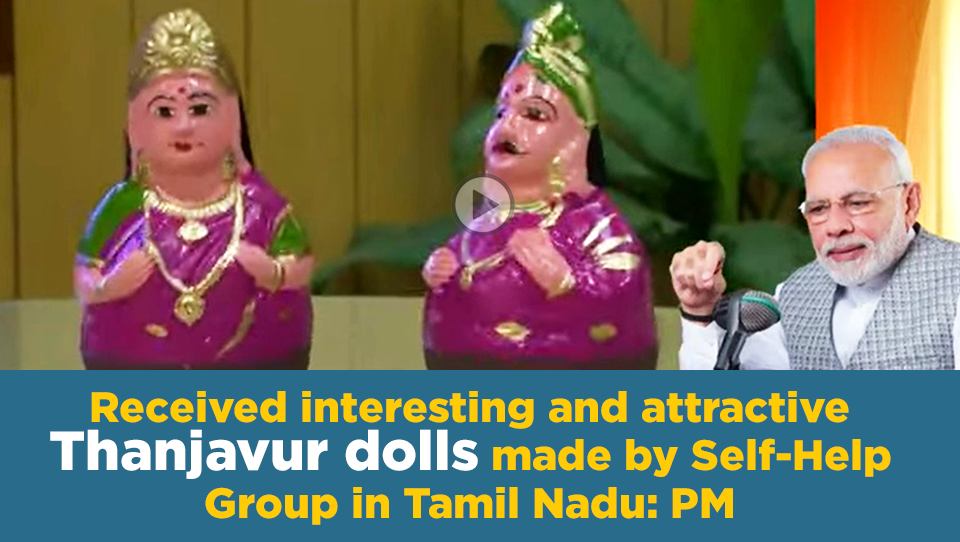 Received interesting and attractive
Thanjavur dolls made by Self-Help
Group in Tamil Nadu: PM